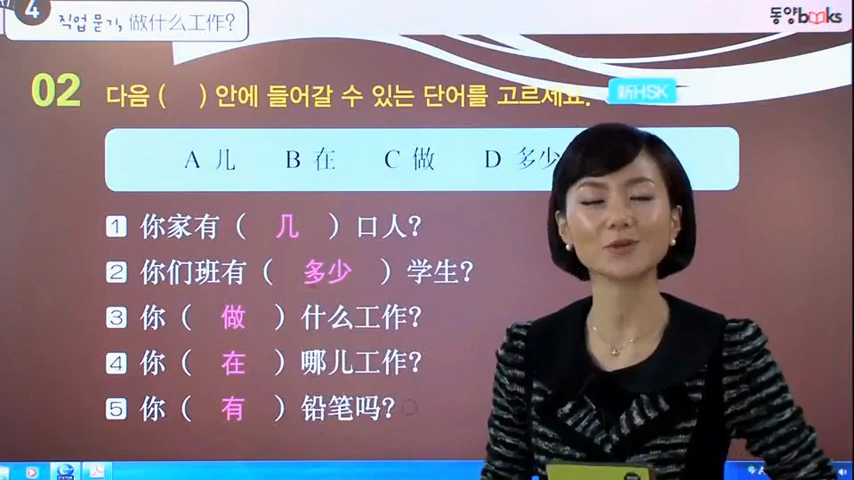 4 직업 묻기, 做什么工作?
동양books
02 다음 ( ) 안에 들어갈 수 있는 단어를 고르세요. 新HSK
A 儿 B 在 C 做 D 多少
1 你家有( 几 )口人?
2 你们班有( 多少 )学生?
3 你( 做 )什么工作?
4 你( 在 )哪儿工作?
5 你( 有 )铅笔吗?